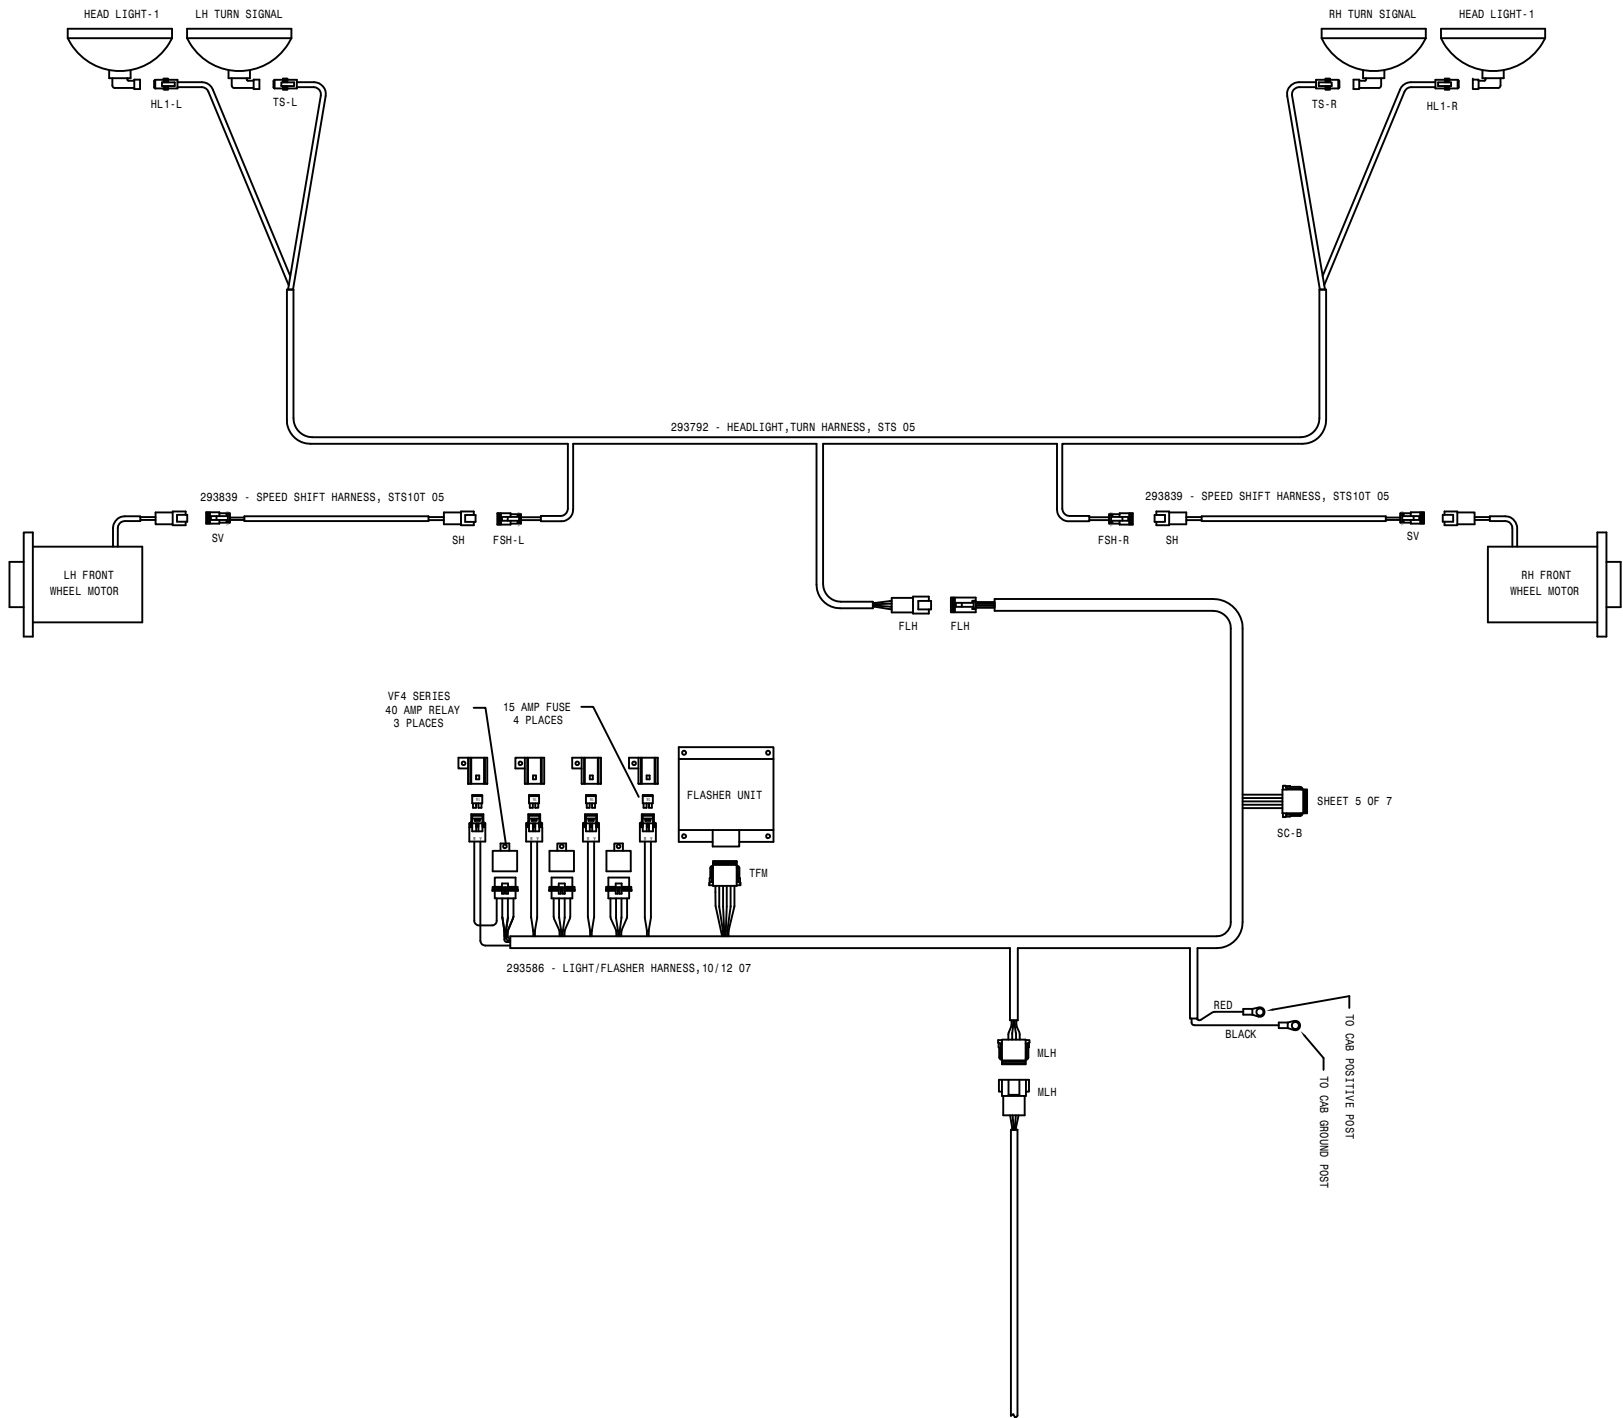 HEAD LIGHT-1
LH TURN SIGNAL
RH TURN SIGNAL
HEAD LIGHT-1
HL1-L
TS-L
TS-R
HL1-R
293792 - HEADLIGHT,TURN HARNESS, STS 05
293839 - SPEED SHIFT HARNESS, STS10T 05
293839 - SPEED SHIFT HARNESS, STS10T 05
SV
SH
FSH-L
FSH-R
SH
SV
LH FRONT
WHEEL MOTOR
RH FRONT
WHEEL MOTOR
FLH
FLH
VF4 SERIES
40 AMP RELAY
3 PLACES
15 AMP FUSE
4 PLACES
FLASHER UNIT
SHEET 5 OF 7
SC-B
TFM
293586 - LIGHT/FLASHER HARNESS,10/12 07
RED
BLACK
TO CAB POSITIVE POST
TO CAB GROUND POST
MLH
MLH